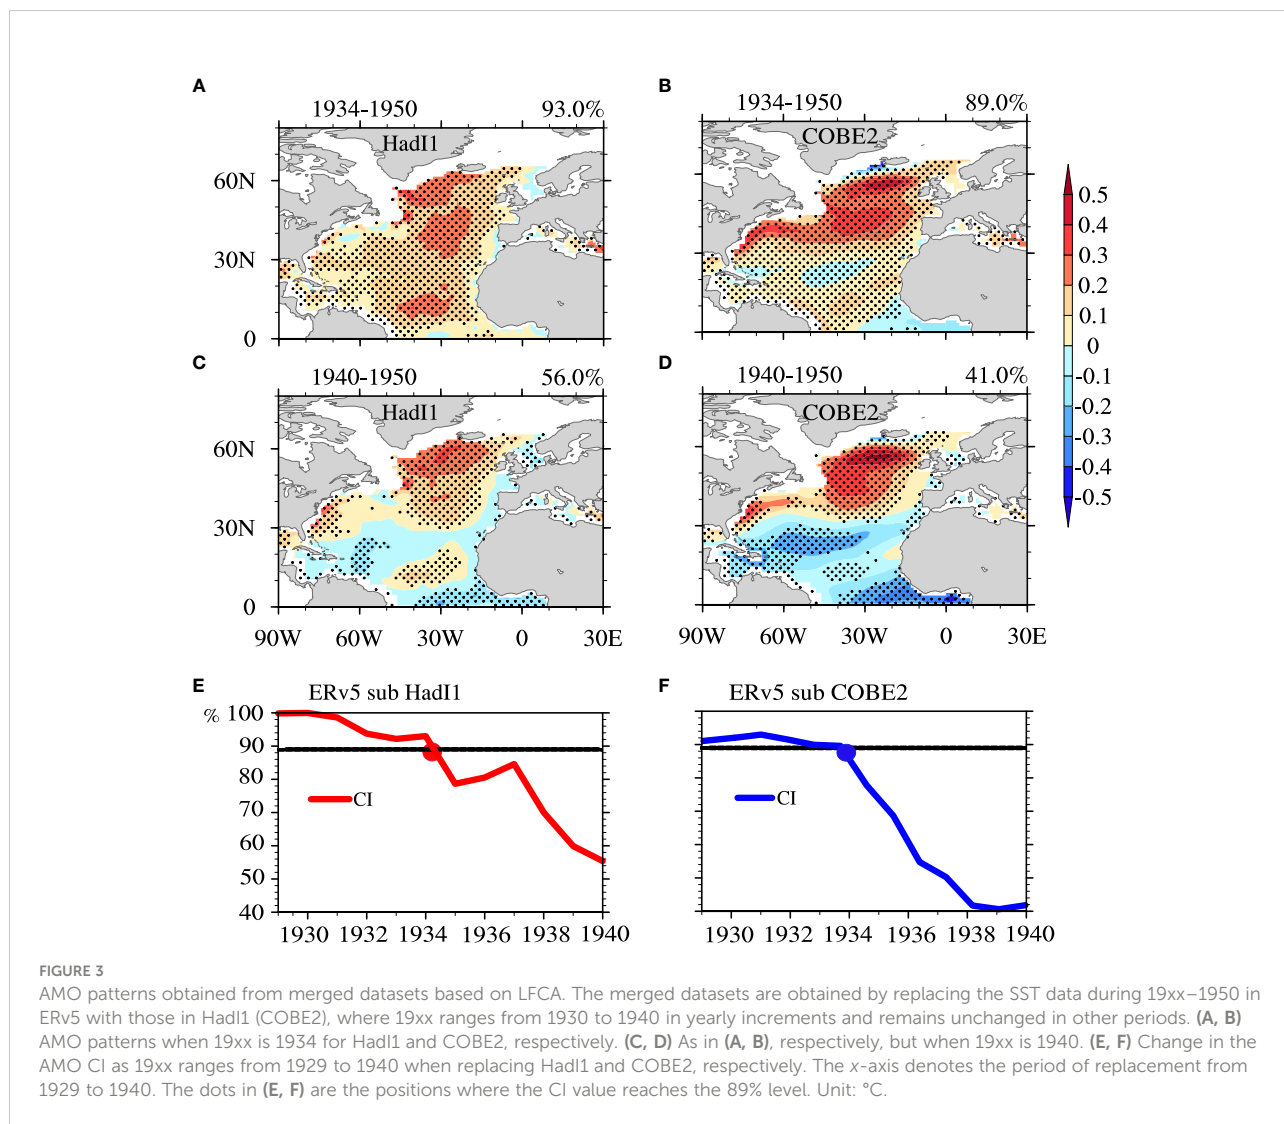 A
1934-1950 93.0%
HadI1
60N
30N
0
B
1934-1950 89.0%
COBE2
0.5
0.4
0.3
0.2
0.1
0
-0.1
-0.2
-0.3
-0.4
-0.5
C
1940-1950 56.0%
HadI1
60N
30N
0
90W 60W 30W 0 30E
D
1940-1950 41.0%
COBE2
90W 60W 30W 0 30E
E
ERv5 sub HadI1
%
100
90
80
70
60
50
40
CI
1930 1932 1934 1936 1938 1940
F
ERv5 sub COBE2
CI
1930 1932 1934 1936 1938 1940
FIGURE 3
AMO patterns obtained from merged datasets based on LFCA. The merged datasets are obtained by replacing the SST data during 19xx–1950 in
ERv5 with those in HadI1 (COBE2), where 19xx ranges from 1930 to 1940 in yearly increments and remains unchanged in other periods. (A, B)
AMO patterns when 19xx is 1934 for HadI1 and COBE2, respectively. (C, D) As in (A, B), respectively, but when 19xx is 1940. (E, F) Change in the
AMO CI as 19xx ranges from 1929 to 1940 when replacing HadI1 and COBE2, respectively. The x-axis denotes the period of replacement from
1929 to 1940. The dots in (E, F) are the positions where the CI value reaches the 89% level. Unit: °C.